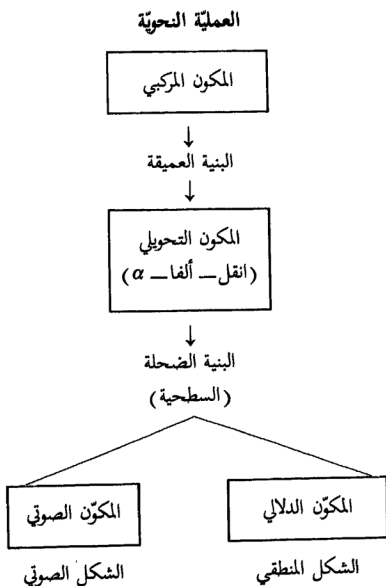 العمليّة النحويّة
المكون المركبي
↓
البنية العميقة
↓
المكون التحويلي
(انقل — ألفا — α)
↓
البنية الضحلة
(السطحية)
المكوّن الدلالي
المكوّن الصوتي
الشكل المنطقي
الشكل الصوتي